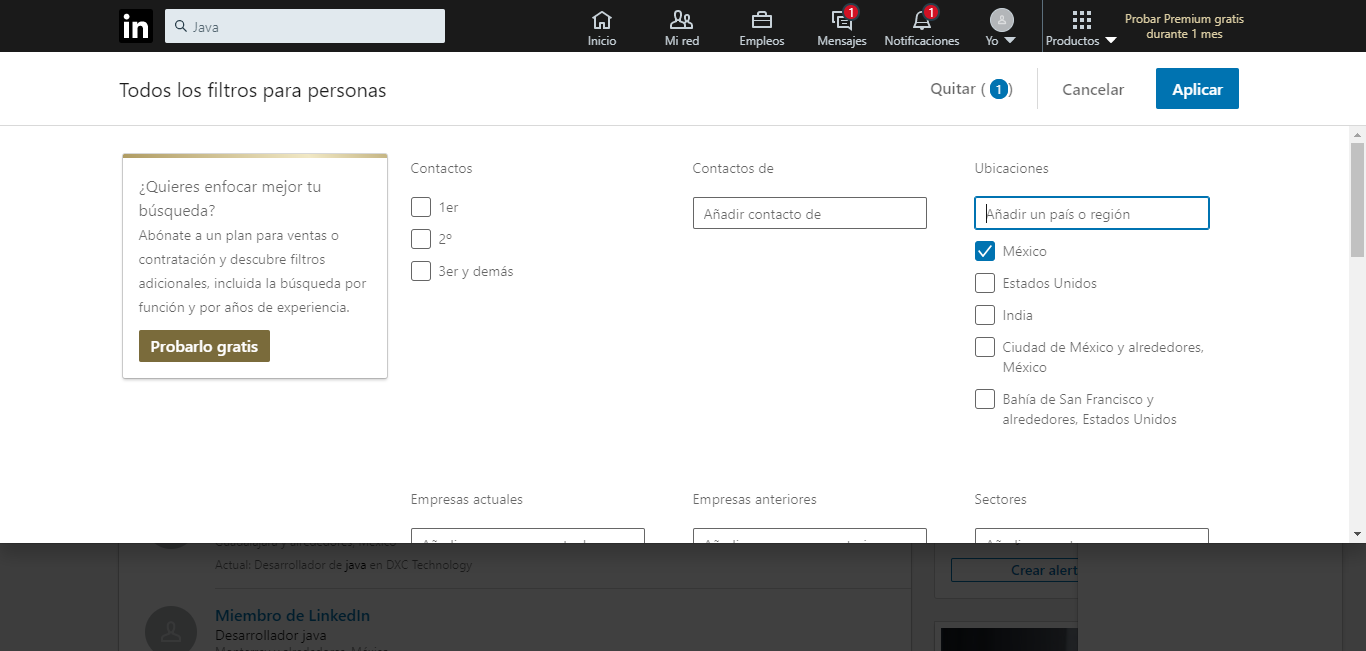 in
Java
Inicio
Mi red
Empleos
1
Mensajes
1
Notificaciones
Yo
Productos
Probar Premium gratis
durante 1 mes
Todos los filtros para personas
Quitar ( 1 )
Cancelar
Aplicar
¿Quieres enfocar mejor tu
búsqueda?
Abónate a un plan para ventas o
contratación y descubre filtros
adicionales, incluida la búsqueda por
función y por años de experiencia.
Probarlo gratis
Contactos
1er
2º
3er y demás
Contactos de
Añadir contacto de
Ubicaciones
Añadir un país o región
México
Estados Unidos
India
Ciudad de México y alrededores,
México
Bahía de San Francisco y
alrededores, Estados Unidos
Empresas actuales
Empresas anteriores
Sectores
Actual: Desarrollador de java en DXC Technology
Crear alert
Miembro de LinkedIn
Desarrollador java